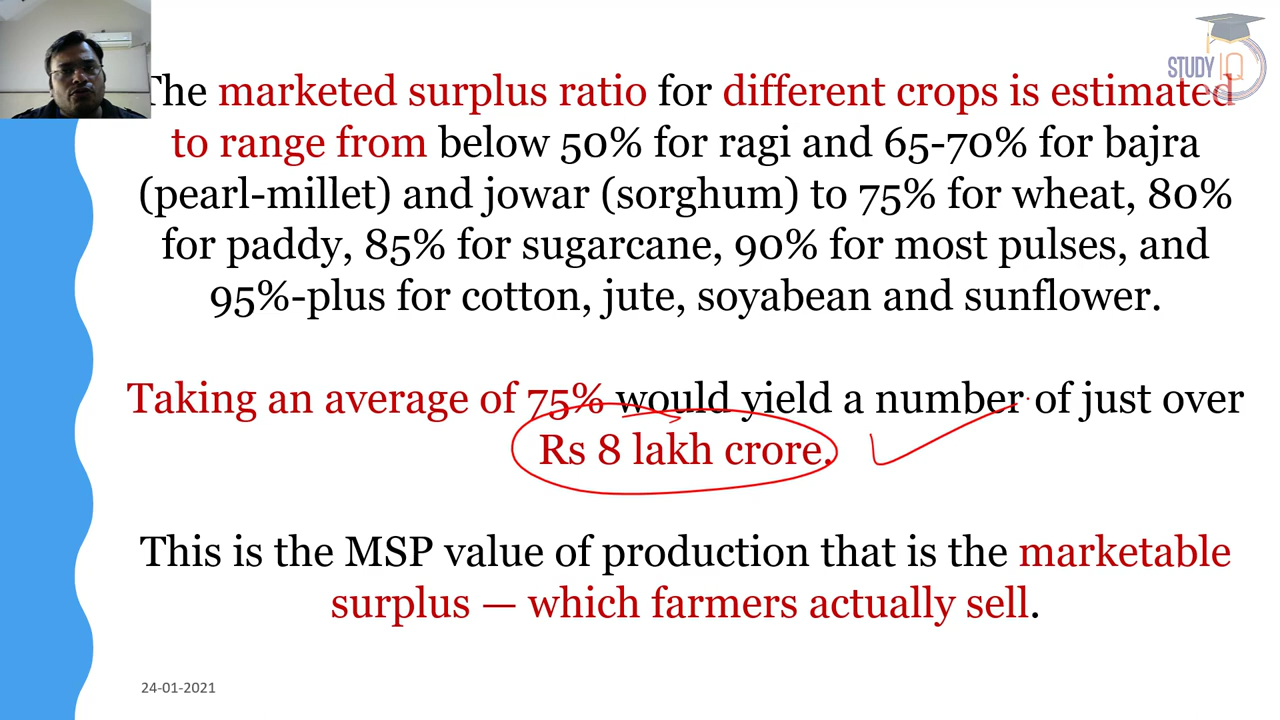 STUDY IQ
The marketed surplus ratio for different crops is estimated
to range from below 50% for ragi and 65-70% for bajra
(pearl-millet) and jowar (sorghum) to 75% for wheat, 80%
for paddy, 85% for sugarcane, 90% for most pulses, and
95%-plus for cotton, jute, soyabean and sunflower.
Taking an average of 75% would yield a number of just over
Rs 8 lakh crore.
This is the MSP value of production that is the marketable
surplus — which farmers actually sell.
24-01-2021